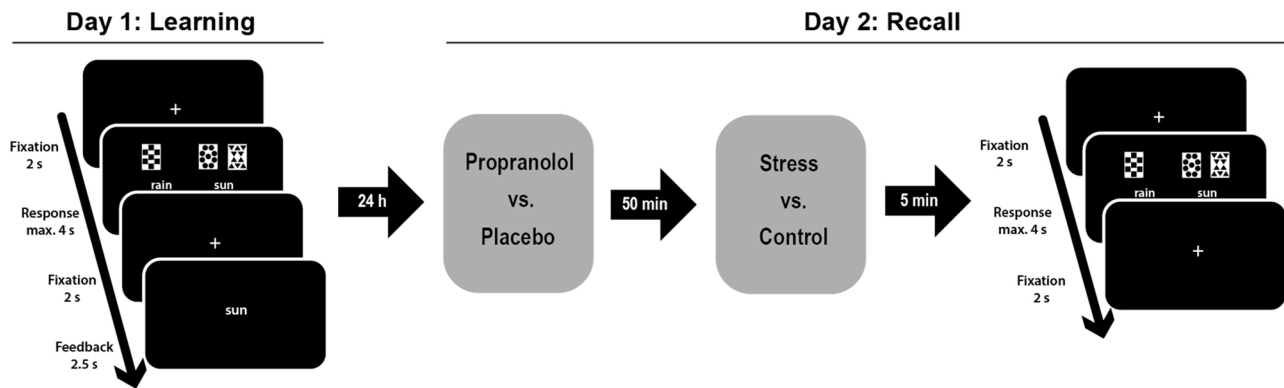 Day 1: Learning
Day 2: Recall
Fixation
2 s
rain sun
Response
max. 4 s
Fixation
2 s
sun
Feedback
2.5 s
24 h
Propranolol
vs.
Placebo
50 min
Stress
vs.
Control
5 min
Fixation
2 s
rain sun
Response
max. 4 s
Fixation
2 s